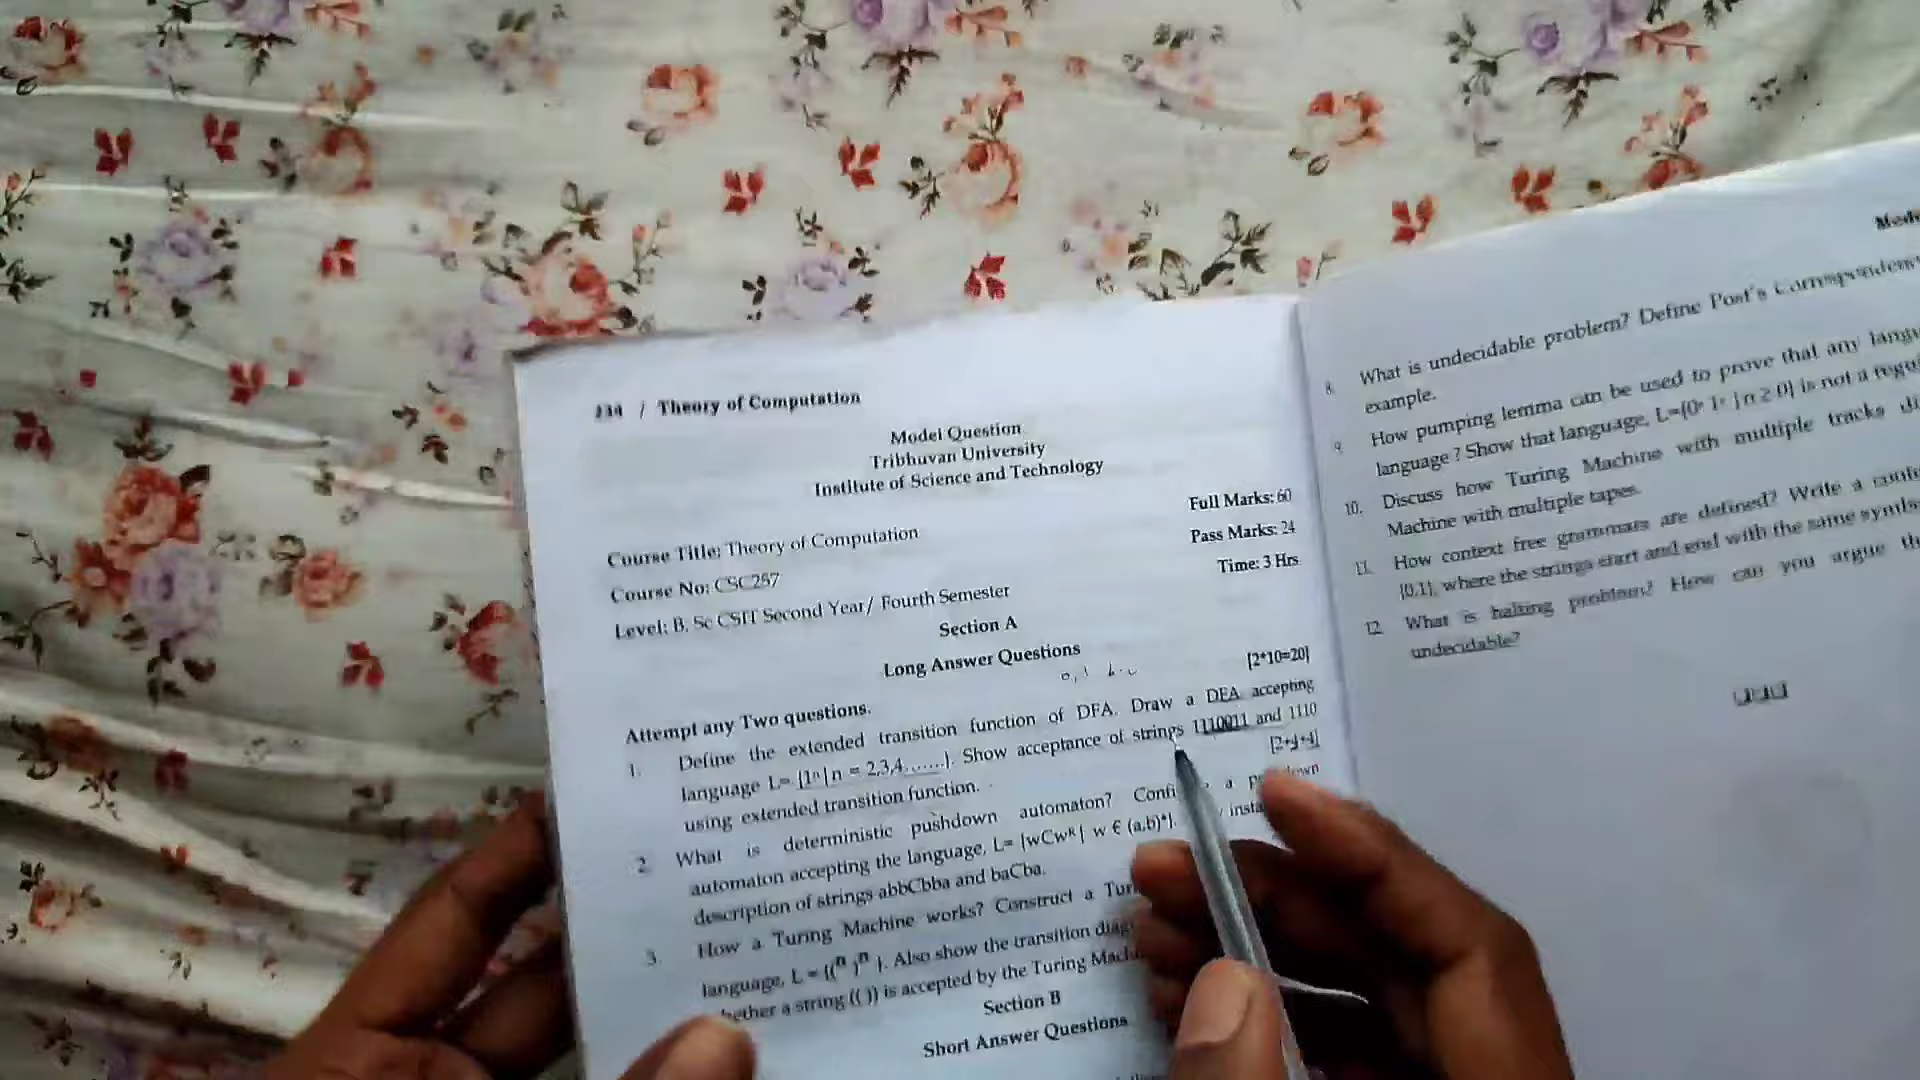 234 / Theory of Computation
Model Question
Tribhuvan University
Institute of Science and Technology
Full Marks: 60
Course Title: Theory of Computation
Pass Marks: 24
Course No: CSC257
Time: 3 Hrs
Level: B. Sc CSIT Second Year/ Fourth Semester
Section A
Long Answer Questions
[2*10=20]
Attempt any Two questions.
1. Define the extended transition function of DFA. Draw a DFA accepting
language L= {1ⁿ | n = 2,3,4.......}. Show acceptance of strings 1110011 and 1110
using extended transition function. [2+4+4]
2. What is deterministic pushdown automaton? a
automaton accepting the language, L= {wCwᴿ | w ∈ (a,b)*}.
description of strings abbCbba and baCba.
3. How a Turing Machine works? Construct a
language, L = {(ⁿ )ⁿ }. Also show the transition
a string (( )) is accepted by the Turing
Section B
Short Answer Questions
8. What is undecidable problem? Define Post's
example.
9. How pumping lemma can be used to prove that any
language ? Show that language, L={0ⁿ 1ⁿ | n ≥ 0} is not a
10. Discuss how Turing Machine with multiple tracks
Machine with multiple tapes.
11. How context free grammars are defined? Write a
{0,1}, where the strings start and end with the same
12. What is halting problem? How can you argue
undecidable?